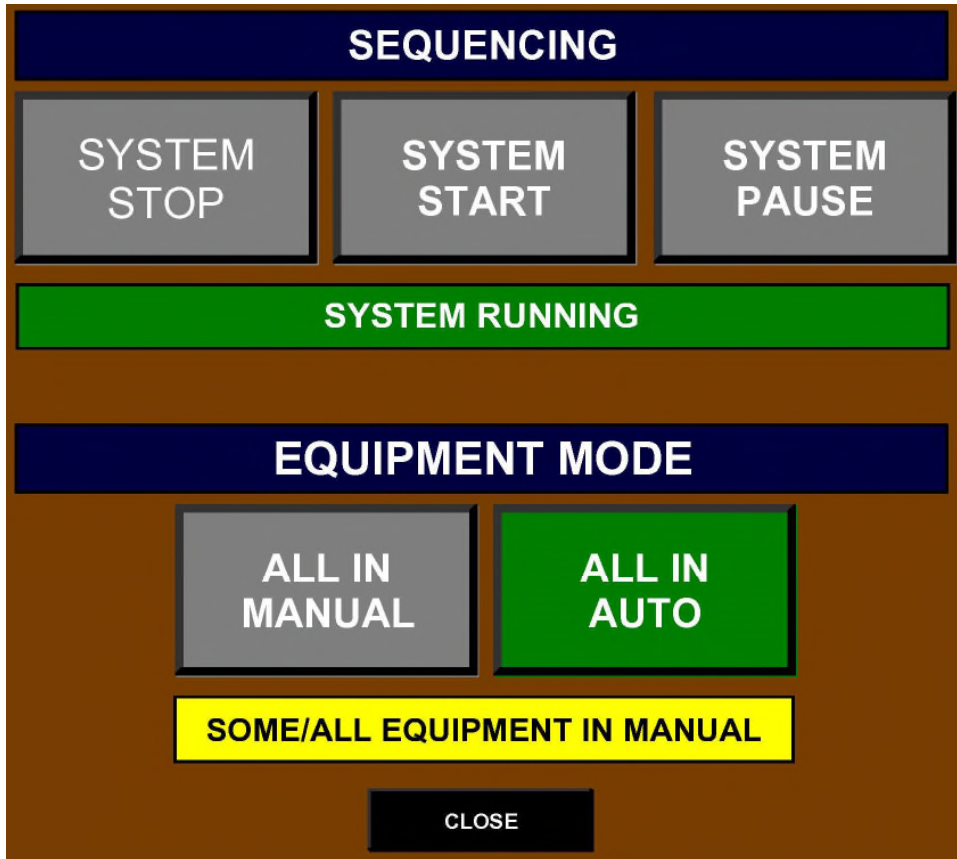 SEQUENCING
SYSTEM
STOP
SYSTEM
START
SYSTEM
PAUSE
SYSTEM RUNNING
EQUIPMENT MODE
ALL IN
MANUAL
ALL IN
AUTO
SOME/ALL EQUIPMENT IN MANUAL
CLOSE